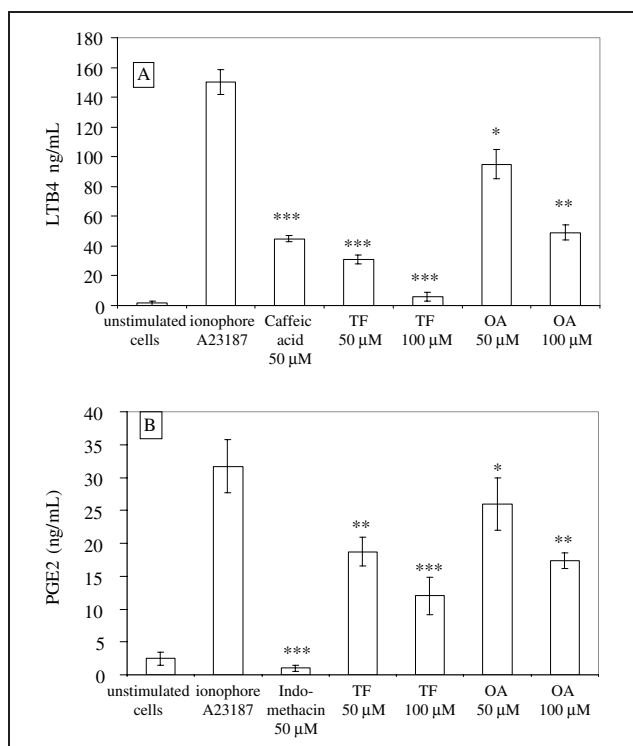 180
160
140
120
100
80
60
40
20
0
LTB4 ng/mL
A
***
***
***
*
**
unstimulated ionophore Caffeic TF TF OA OA
cells A23187 acid 50 μM 100 μM 50 μM 100 μM
50 μM
40
35
30
25
20
15
10
5
0
PGE2 (ng/mL)
B
***
**
***
*
**
unstimulated ionophore Indo- TF TF OA OA
cells A23187 methacin 50 μM 100 μM 50 μM 100 μM
50 μM